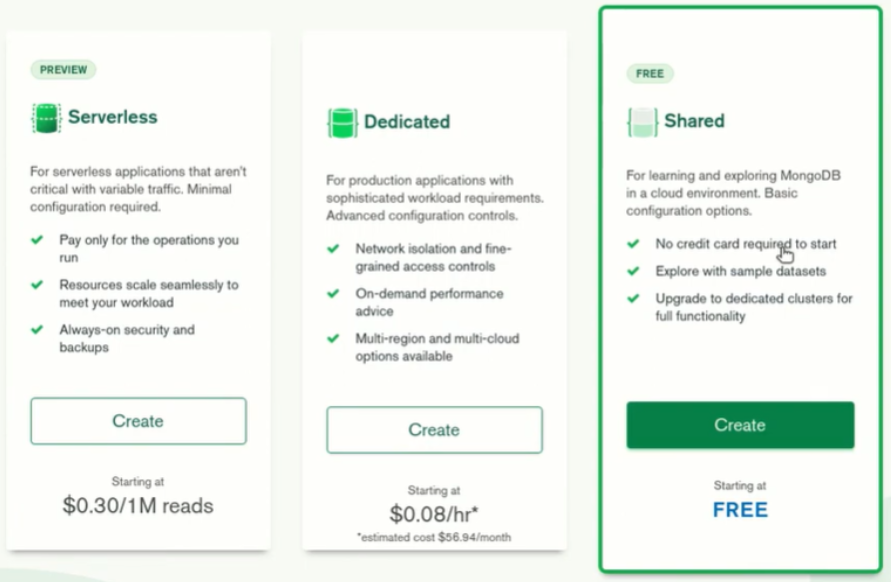 PREVIEW
Serverless
For serverless applications that aren't
critical with variable traffic. Minimal
configuration required.
Pay only for the operations you
run
Resources scale seamlessly to
meet your workload
Always-on security and
backups
Create
Starting at
$0.30/1M reads
Dedicated
For production applications with
sophisticated workload requirements.
Advanced configuration controls.
Network isolation and fine-
grained access controls
On-demand performance
advice
Multi-region and multi-cloud
options available
Create
Starting at
$0.08/hr*
*estimated cost $56.94/month
FREE
Shared
For learning and exploring MongoDB
in a cloud environment. Basic
configuration options.
No credit card required to start
Explore with sample datasets
Upgrade to dedicated clusters for
full functionality
Create
Starting at
FREE